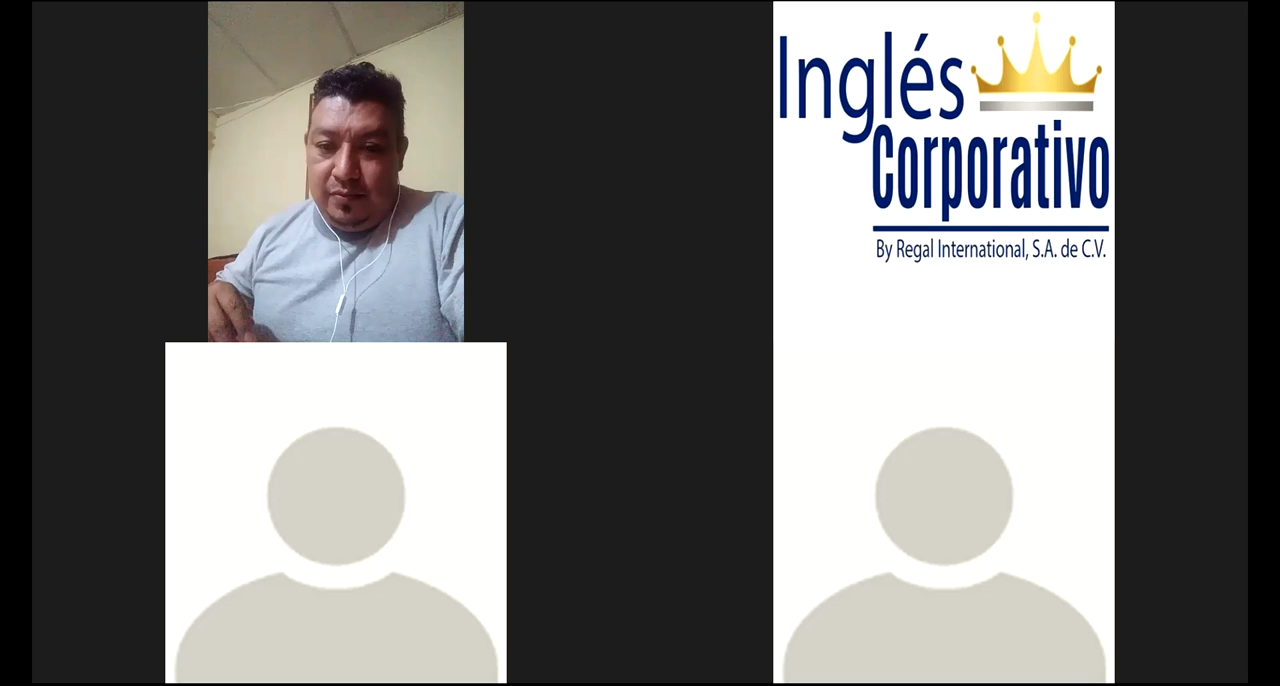 Inglés
Corporativo
By Regal International, S.A. de C.V.